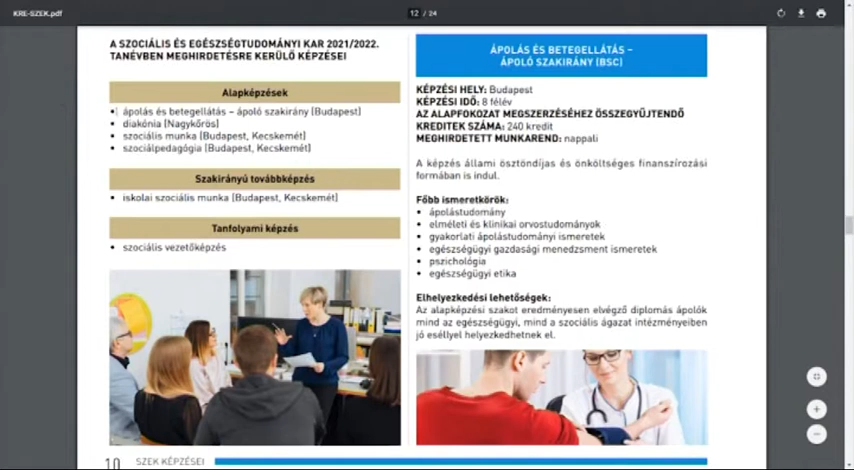 KRE-SZEK.pdf
12 / 24
A SZOCIÁLIS ÉS EGÉSZSÉGTUDOMÁNYI KAR 2021/2022.
TANÉVBEN MEGHIRDETÉSRE KERÜLŐ KÉPZÉSEI
Alapképzések
• ápolás és betegellátás – ápoló szakirány (Budapest)
• diakónia (Nagykőrös)
• szociális munka (Budapest, Kecskemét)
• szociálpedagógia (Budapest, Kecskemét)
Szakirányú továbbképzés
• iskolai szociális munka (Budapest, Kecskemét)
Tanfolyami képzés
• szociális vezetőképzés
10 SZEK KÉPZÉSEI
ÁPOLÁS ÉS BETEGELLÁTÁS –
ÁPOLÓ SZAKIRÁNY (BSC)
KÉPZÉSI HELY: Budapest
KÉPZÉSI IDŐ: 8 félév
AZ ALAPFOKOZAT MEGSZERZÉSÉHEZ ÖSSZEGYŰJTENDŐ
KREDITEK SZÁMA: 240 kredit
MEGHIRDETETT MUNKAREND: nappali
A képzés állami ösztöndíjas és önköltséges finanszírozási
formában is indul.
Főbb ismeretkörök:
• ápolástudomány
• elméleti és klinikai orvostudományok
• gyakorlati ápolástudományi ismeretek
• egészségügyi gazdasági menedzsment ismeretek
• pszichológia
• egészségügyi etika
Elhelyezkedési lehetőségek:
Az alapképzési szakot eredményesen elvégző diplomás ápolók
mind az egészségügyi, mind a szociális ágazat intézményeiben
jó eséllyel helyezkedhetnek el.